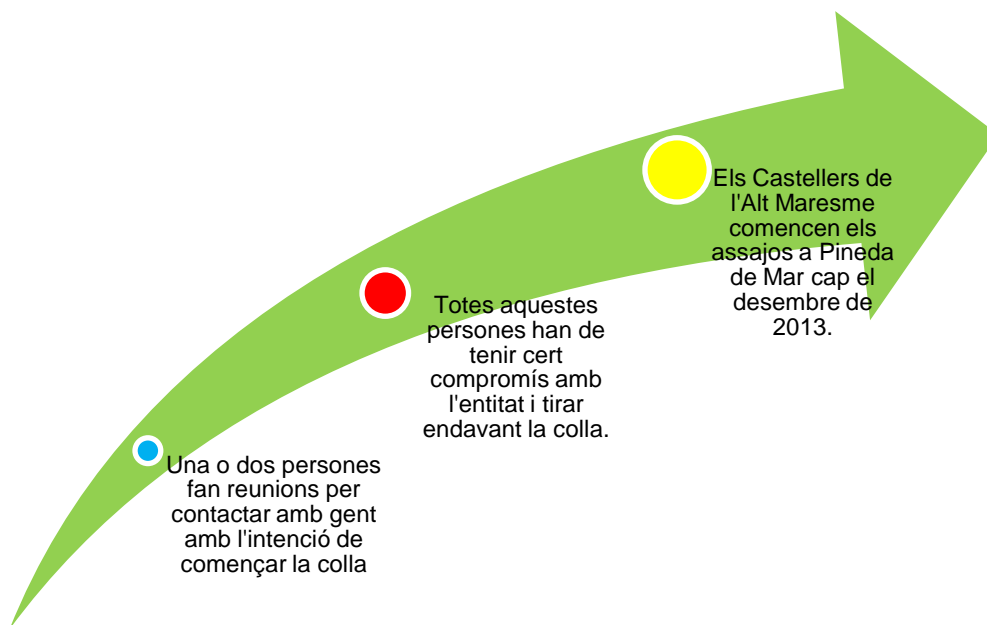 Una o dos persones
fan reunions per
contactar amb gent
amb l'intenció de
començar la colla
Totes aquestes
persones han de
tenir cert
compromís amb
l'entitat i tirar
endavant la colla.
Els Castellers de
l'Alt Maresme
comencen els
assajos a Pineda
de Mar cap el
desembre de
2013.